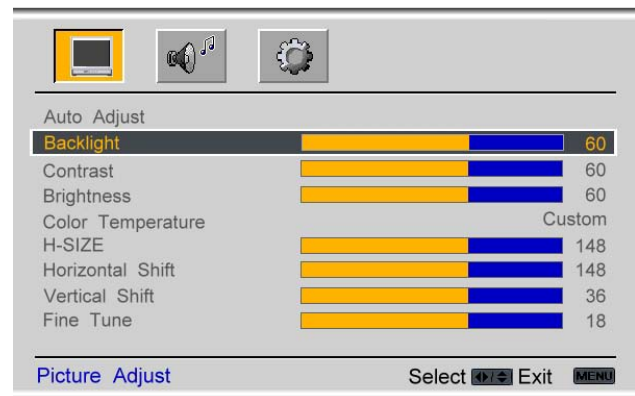 Auto Adjust
Backlight 60
Contrast 60
Brightness 60
Color Temperature Custom
H-SIZE 148
Horizontal Shift 148
Vertical Shift 36
Fine Tune 18
Picture Adjust Select Exit MENU